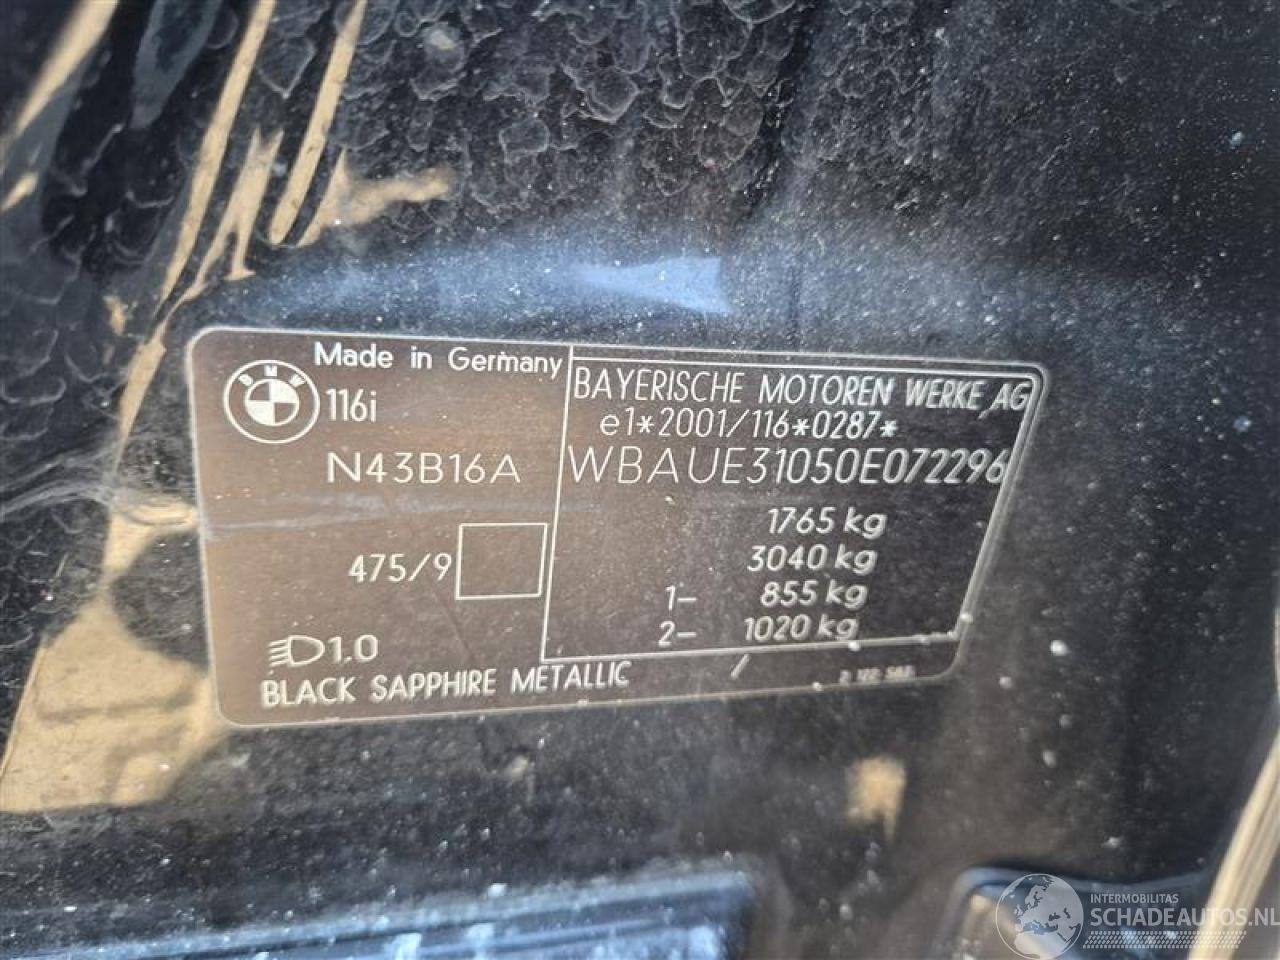 Made in Germany
BMW
116i
N43B16A
475/9
1.0
BLACK SAPPHIRE METALLIC
BAYERISCHE MOTOREN WERKE AG
e1*2001/116*0287*
WBAUE31050E072296
1765 kg
3040 kg
1- 855 kg
2- 1020 kg
/
INTERMOBILITAS
SCHADEAUTOS.NL